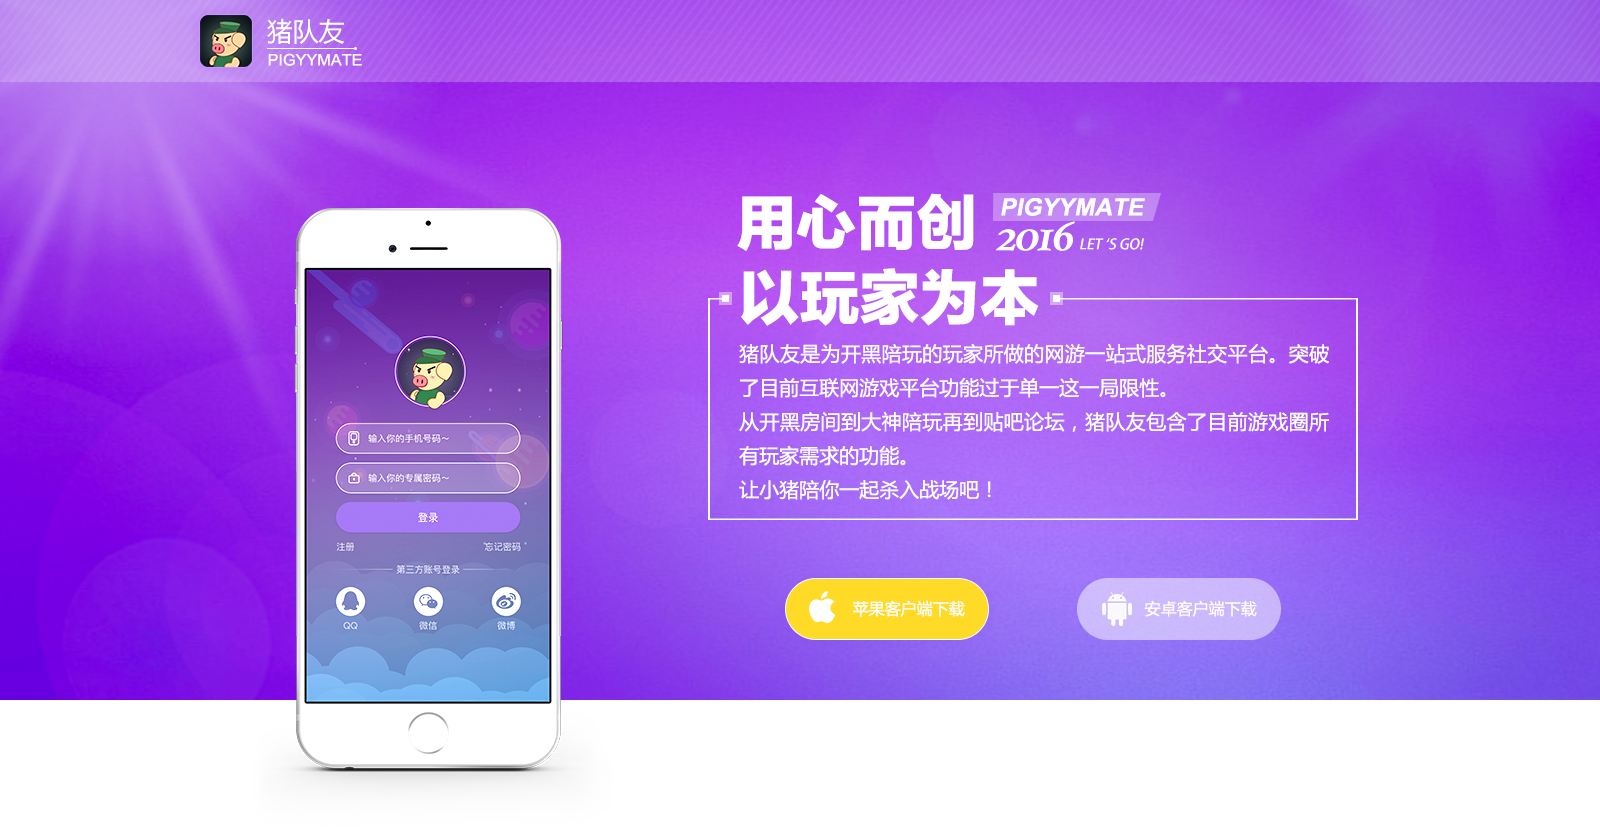 猪队友
PIGYYMATE
用心而创
PIGYYMATE
2016 LET 'S GO!
以玩家为本
猪队友是为开黑陪玩的玩家所做的网游一站式服务社交平台。突破
了目前互联网游戏平台功能过于单一这一局限性。
从开黑房间到大神陪玩再到贴吧论坛，猪队友包含了目前游戏圈所
有玩家需求的功能。
让小猪陪你一起杀入战场吧！
苹果客户端下载
安卓客户端下载
输入你的手机号码~
输入你的专属密码~
登录
注册
忘记密码
第三方账号登录
QQ
微信
微博